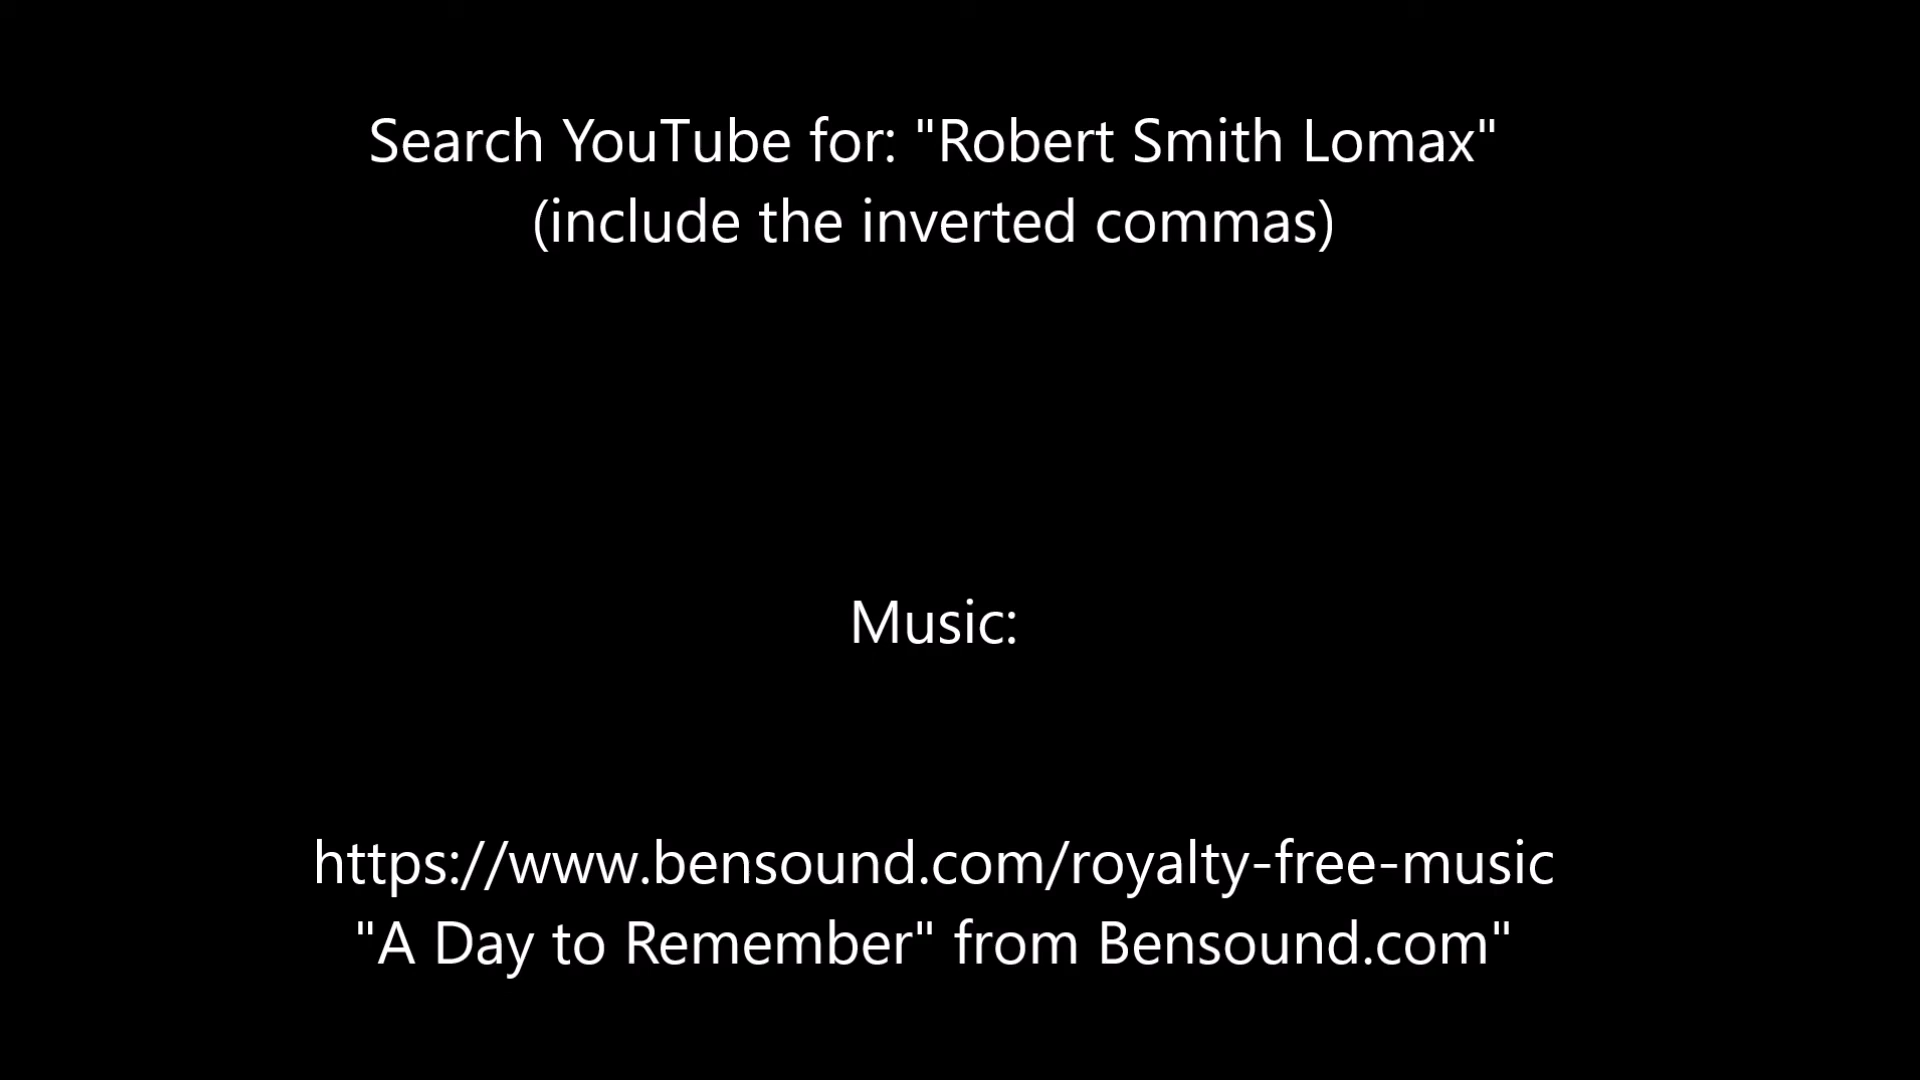 Search YouTube for: "Robert Smith Lomax"
(include the inverted commas)
Music:
https://www.bensound.com/royalty-free-music
"A Day to Remember" from Bensound.com"